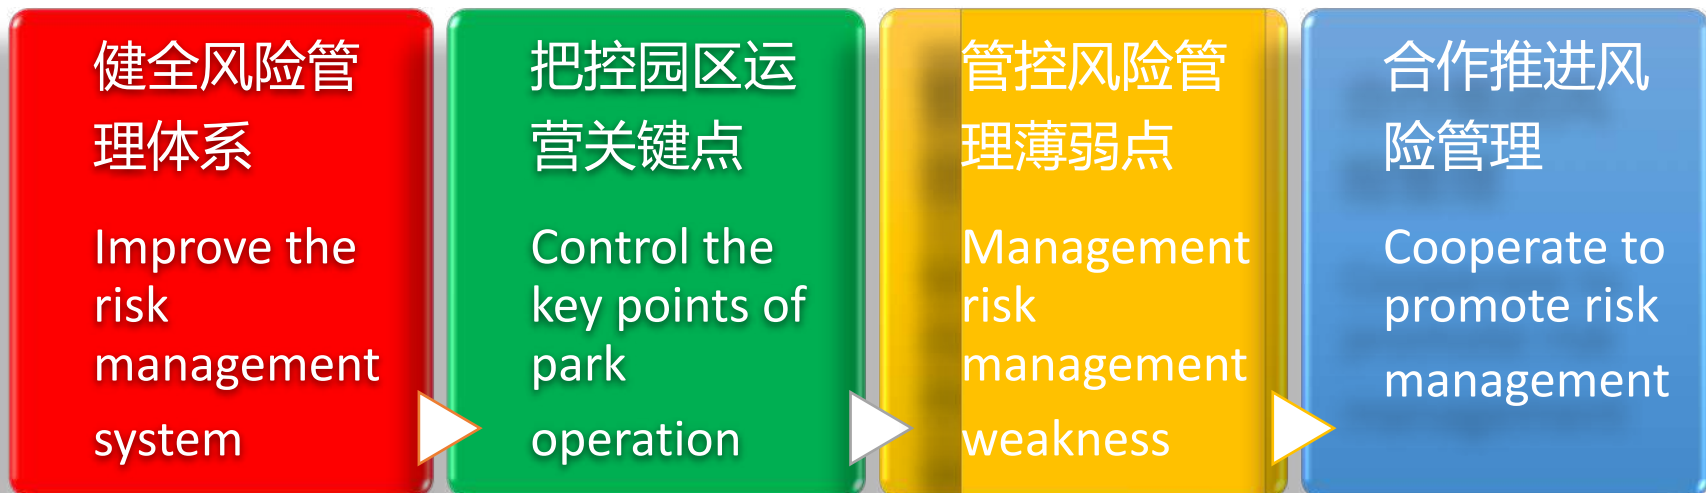 健全风险管
理体系
Improve the
risk
management
system
把控园区运
营关键点
Control the
key points of
park
operation
管控风险管
理薄弱点
Management
risk
management
weakness
合作推进风
险管理
Cooperate to
promote risk
management